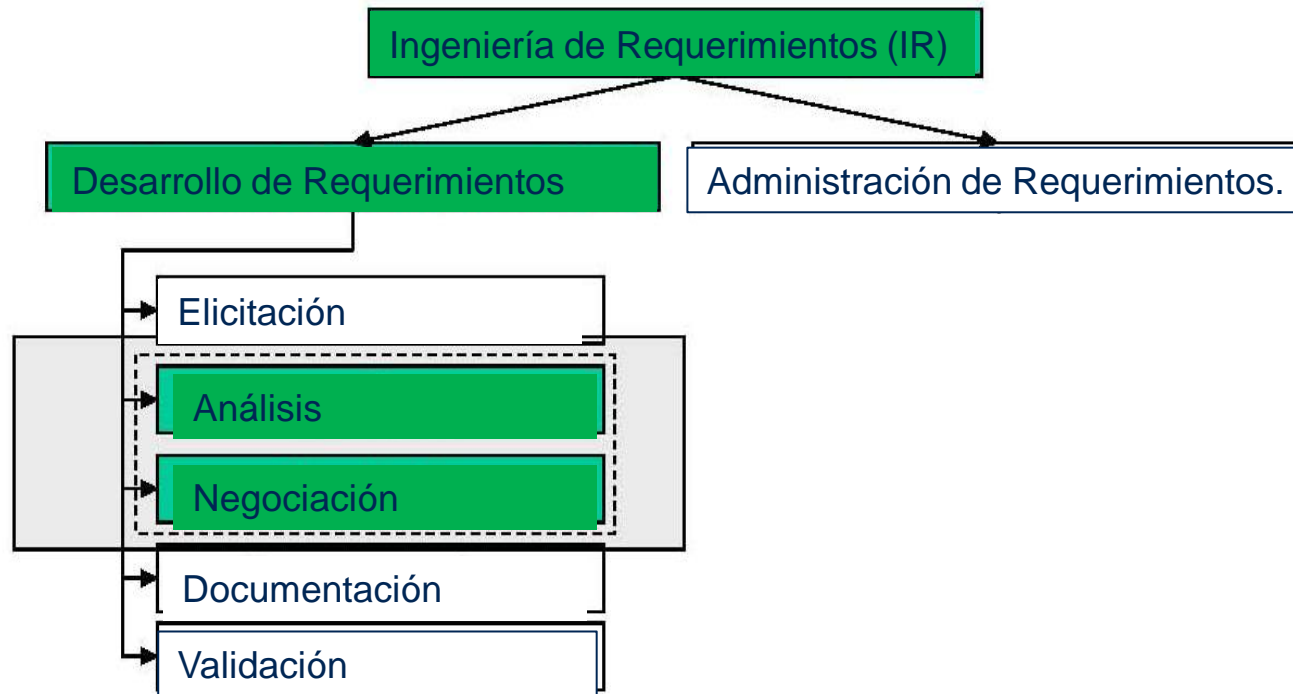 Ingeniería de Requerimientos (IR)
Desarrollo de Requerimientos
Administración de Requerimientos.
Elicitación
Análisis
Negociación
Documentación
Validación